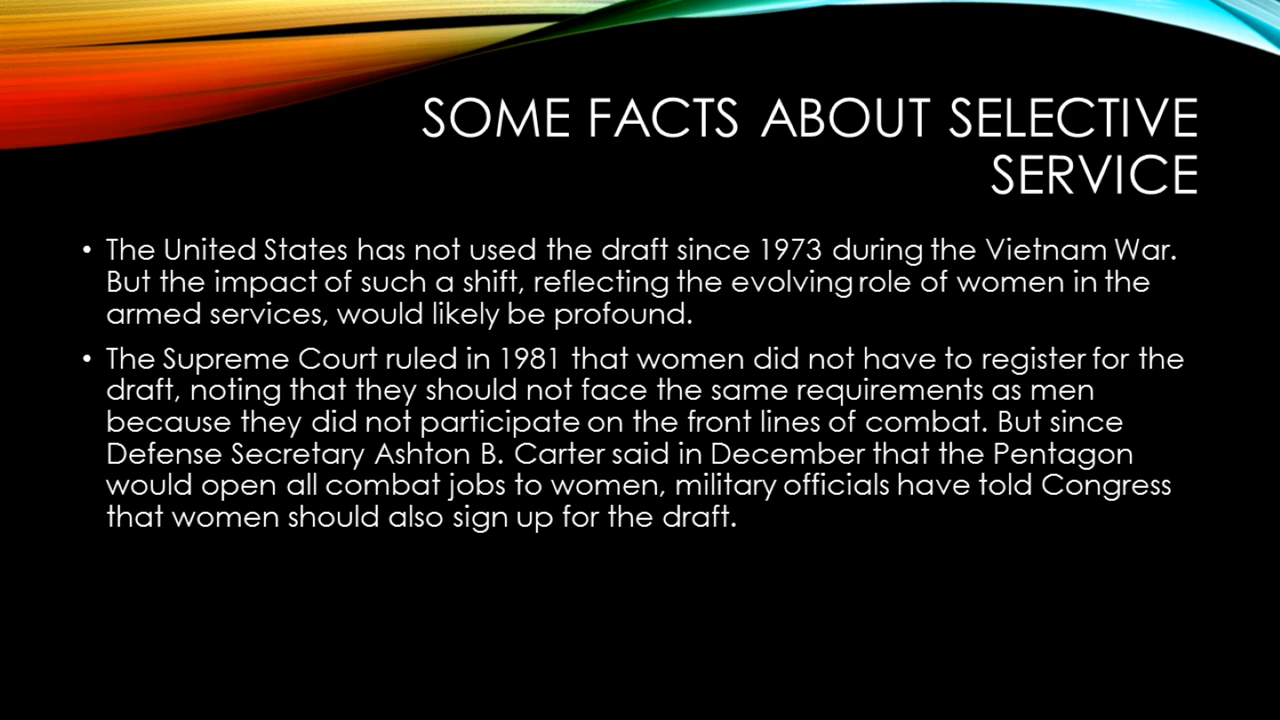 SOME FACTS ABOUT SELECTIVE
SERVICE
• The United States has not used the draft since 1973 during the Vietnam War.
But the impact of such a shift, reflecting the evolving role of women in the
armed services, would likely be profound.
• The Supreme Court ruled in 1981 that women did not have to register for the
draft, noting that they should not face the same requirements as men
because they did not participate on the front lines of combat. But since
Defense Secretary Ashton B. Carter said in December that the Pentagon
would open all combat jobs to women, military officials have told Congress
that women should also sign up for the draft.